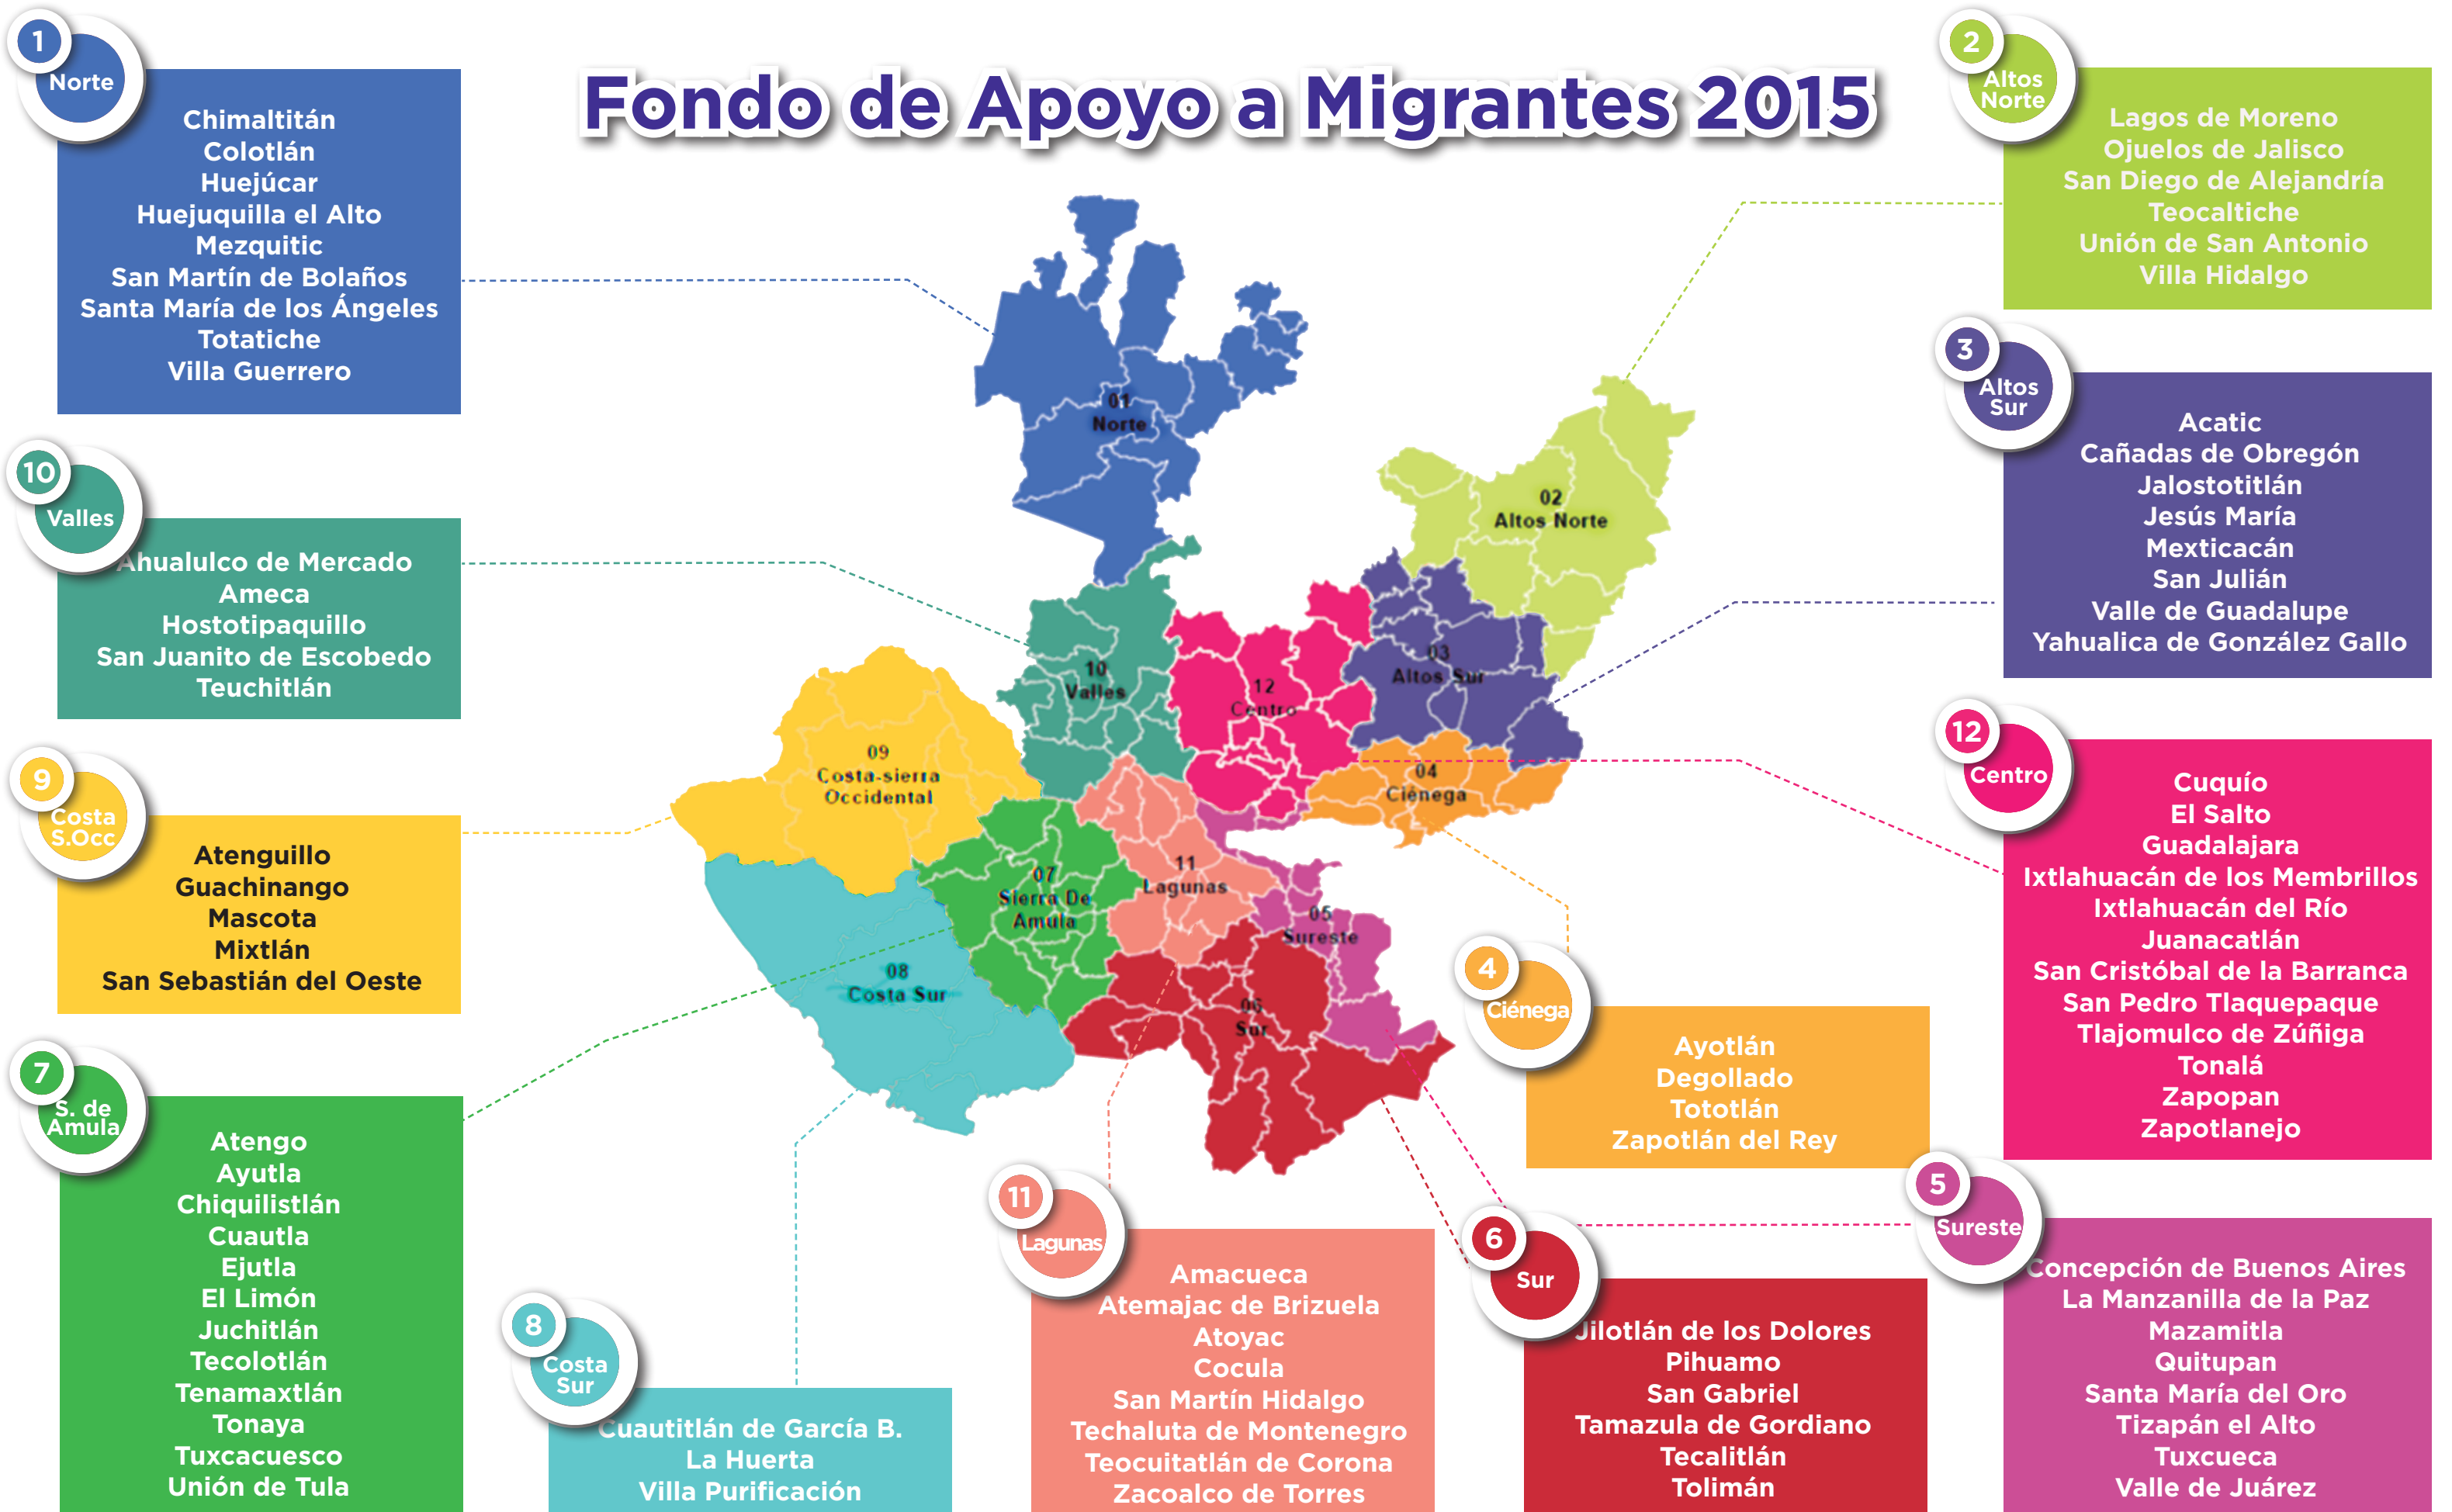 Fondo de Apoyo a Migrantes 2015
1
Norte
Chimaltitán
Colotlán
Huejúcar
Huejuquilla el Alto
Mezquitic
San Martín de Bolaños
Santa María de los Ángeles
Totatiche
Villa Guerrero
10
Valles
Ahualulco de Mercado
Ameca
Hostotipaquillo
San Juanito de Escobedo
Teuchitlán
9
Costa
S.Occ
Atenguillo
Guachinango
Mascota
Mixtlán
San Sebastián del Oeste
7
S. de
Amula
Atengo
Ayutla
Chiquilistlán
Cuautla
Ejutla
El Limón
Juchitlán
Tecolotlán
Tenamaxtlán
Tonaya
Tuxcacuesco
Unión de Tula
01
Norte
02
Altos Norte
03
Altos Sur
10
Valles
12
Centro
09
Costa-sierra
Occidental
04
Ciénega
11
Lagunas
07
Sierra De
Amula
05
Sureste
08
Costa Sur
06
Sur
2
Altos
Norte
Lagos de Moreno
Ojuelos de Jalisco
San Diego de Alejandría
Teocaltiche
Unión de San Antonio
Villa Hidalgo
3
Altos
Sur
Acatic
Cañadas de Obregón
Jalostotitlán
Jesús María
Mexticacán
San Julián
Valle de Guadalupe
Yahualica de González Gallo
12
Centro
Cuquío
El Salto
Guadalajara
Ixtlahuacán de los Membrillos
Ixtlahuacán del Río
Juanacatlán
San Cristóbal de la Barranca
San Pedro Tlaquepaque
Tlajomulco de Zúñiga
Tonalá
Zapopan
Zapotlanejo
4
Ciénega
Ayotlán
Degollado
Tototlán
Zapotlán del Rey
8
Costa
Sur
Cuautitlán de García B.
La Huerta
Villa Purificación
11
Lagunas
Amacueca
Atemajac de Brizuela
Atoyac
Cocula
San Martín Hidalgo
Techaluta de Montenegro
Teocuitatlán de Corona
Zacoalco de Torres
6
Sur
Jilotlán de los Dolores
Pihuamo
San Gabriel
Tamazula de Gordiano
Tecalitlán
Tolimán
5
Sureste
Concepción de Buenos Aires
La Manzanilla de la Paz
Mazamitla
Quitupan
Santa María del Oro
Tizapán el Alto
Tuxcueca
Valle de Juárez